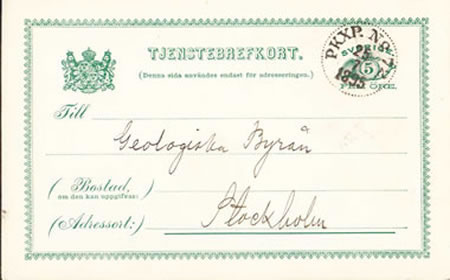 TJENSTEBREFKORT.
(Denna sida användes endast för adresseringen.)
PKXP. No
SVERIGE
5
FEM ÖRE.
Till
Geologiska Byrån
(Bostad,
om den kan uppgifvas:)
Stockholm
(Adressort:)